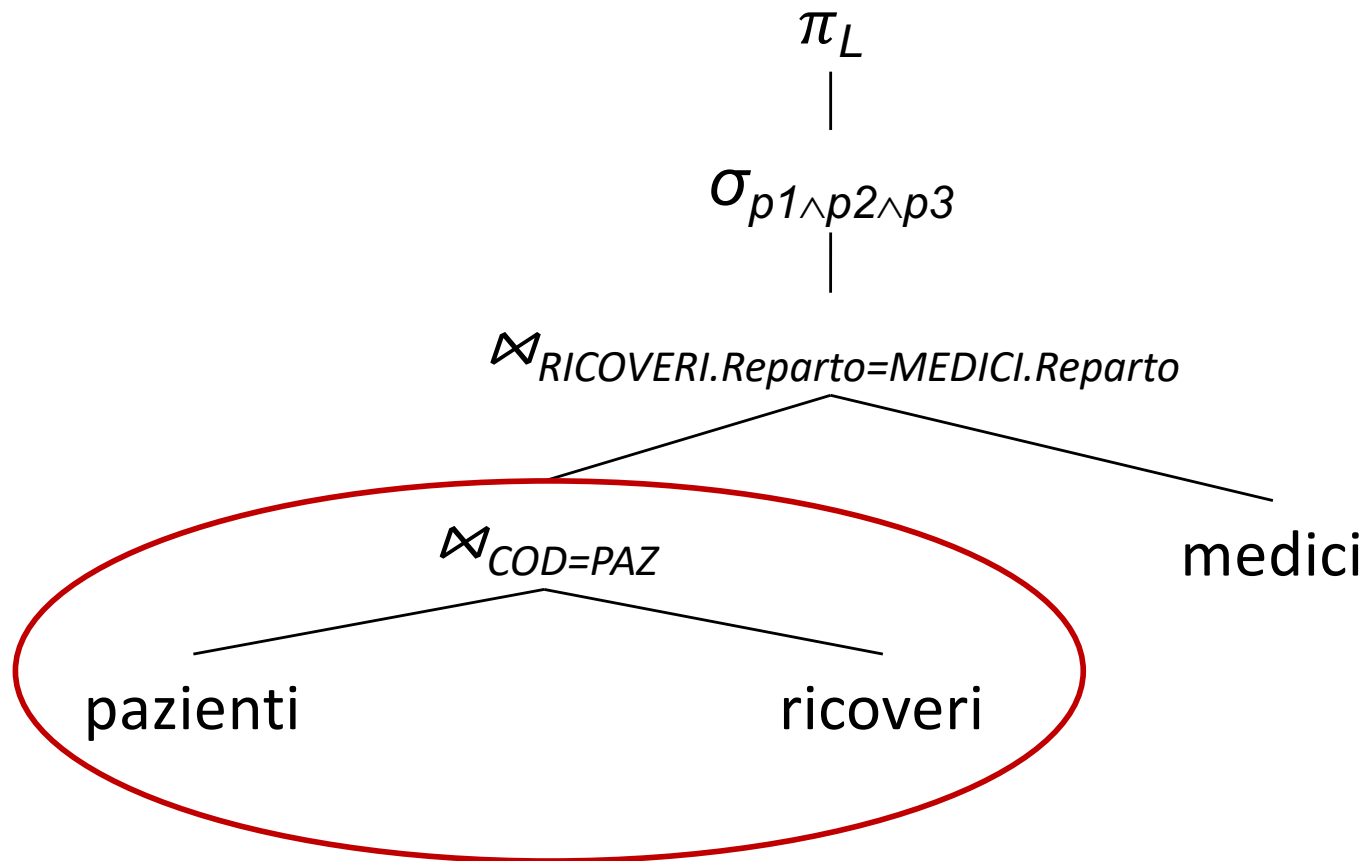 π_L
σ_p1∧p2∧p3
⋈_RICOVERI.Reparto=MEDICI.Reparto
⋈_COD=PAZ
medici
pazienti
ricoveri